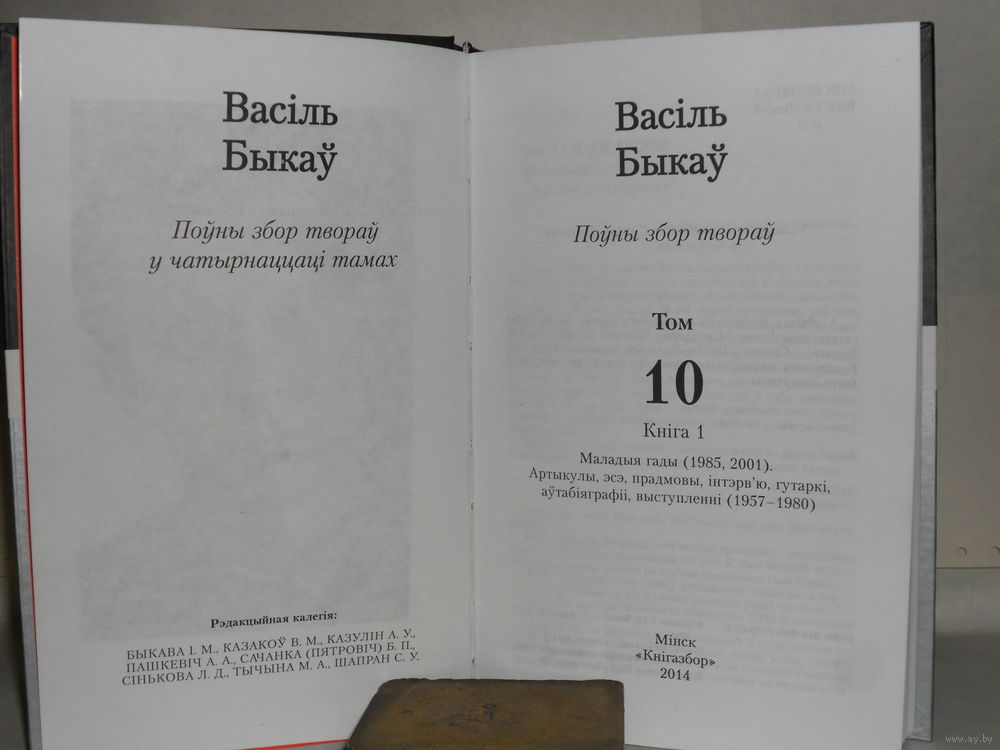 Васіль
Быкаў
Поўны збор твораў
у чатырнаццаці тамах
Рэдакцыйная калегія:
БЫКАВА І. М., КАЗАКОЎ В. М., КАЗУЛІН А. У.,
ПАШКЕВІЧ А. А., САЧАНКА (ПЯТРОВІЧ) Б. П.,
СІНЬКОВА Л. Д., ТЫЧЫНА М. А., ШАПРАН С. У.
Васіль
Быкаў
Поўны збор твораў
Том
10
Кніга 1
Маладыя гады (1985, 2001).
Артыкулы, эсэ, прадмовы, інтэрв'ю, гутаркі,
аўтабіяграфіі, выступленні (1957–1980)
Мінск
«Кнігазбор»
2014
www.ay.by